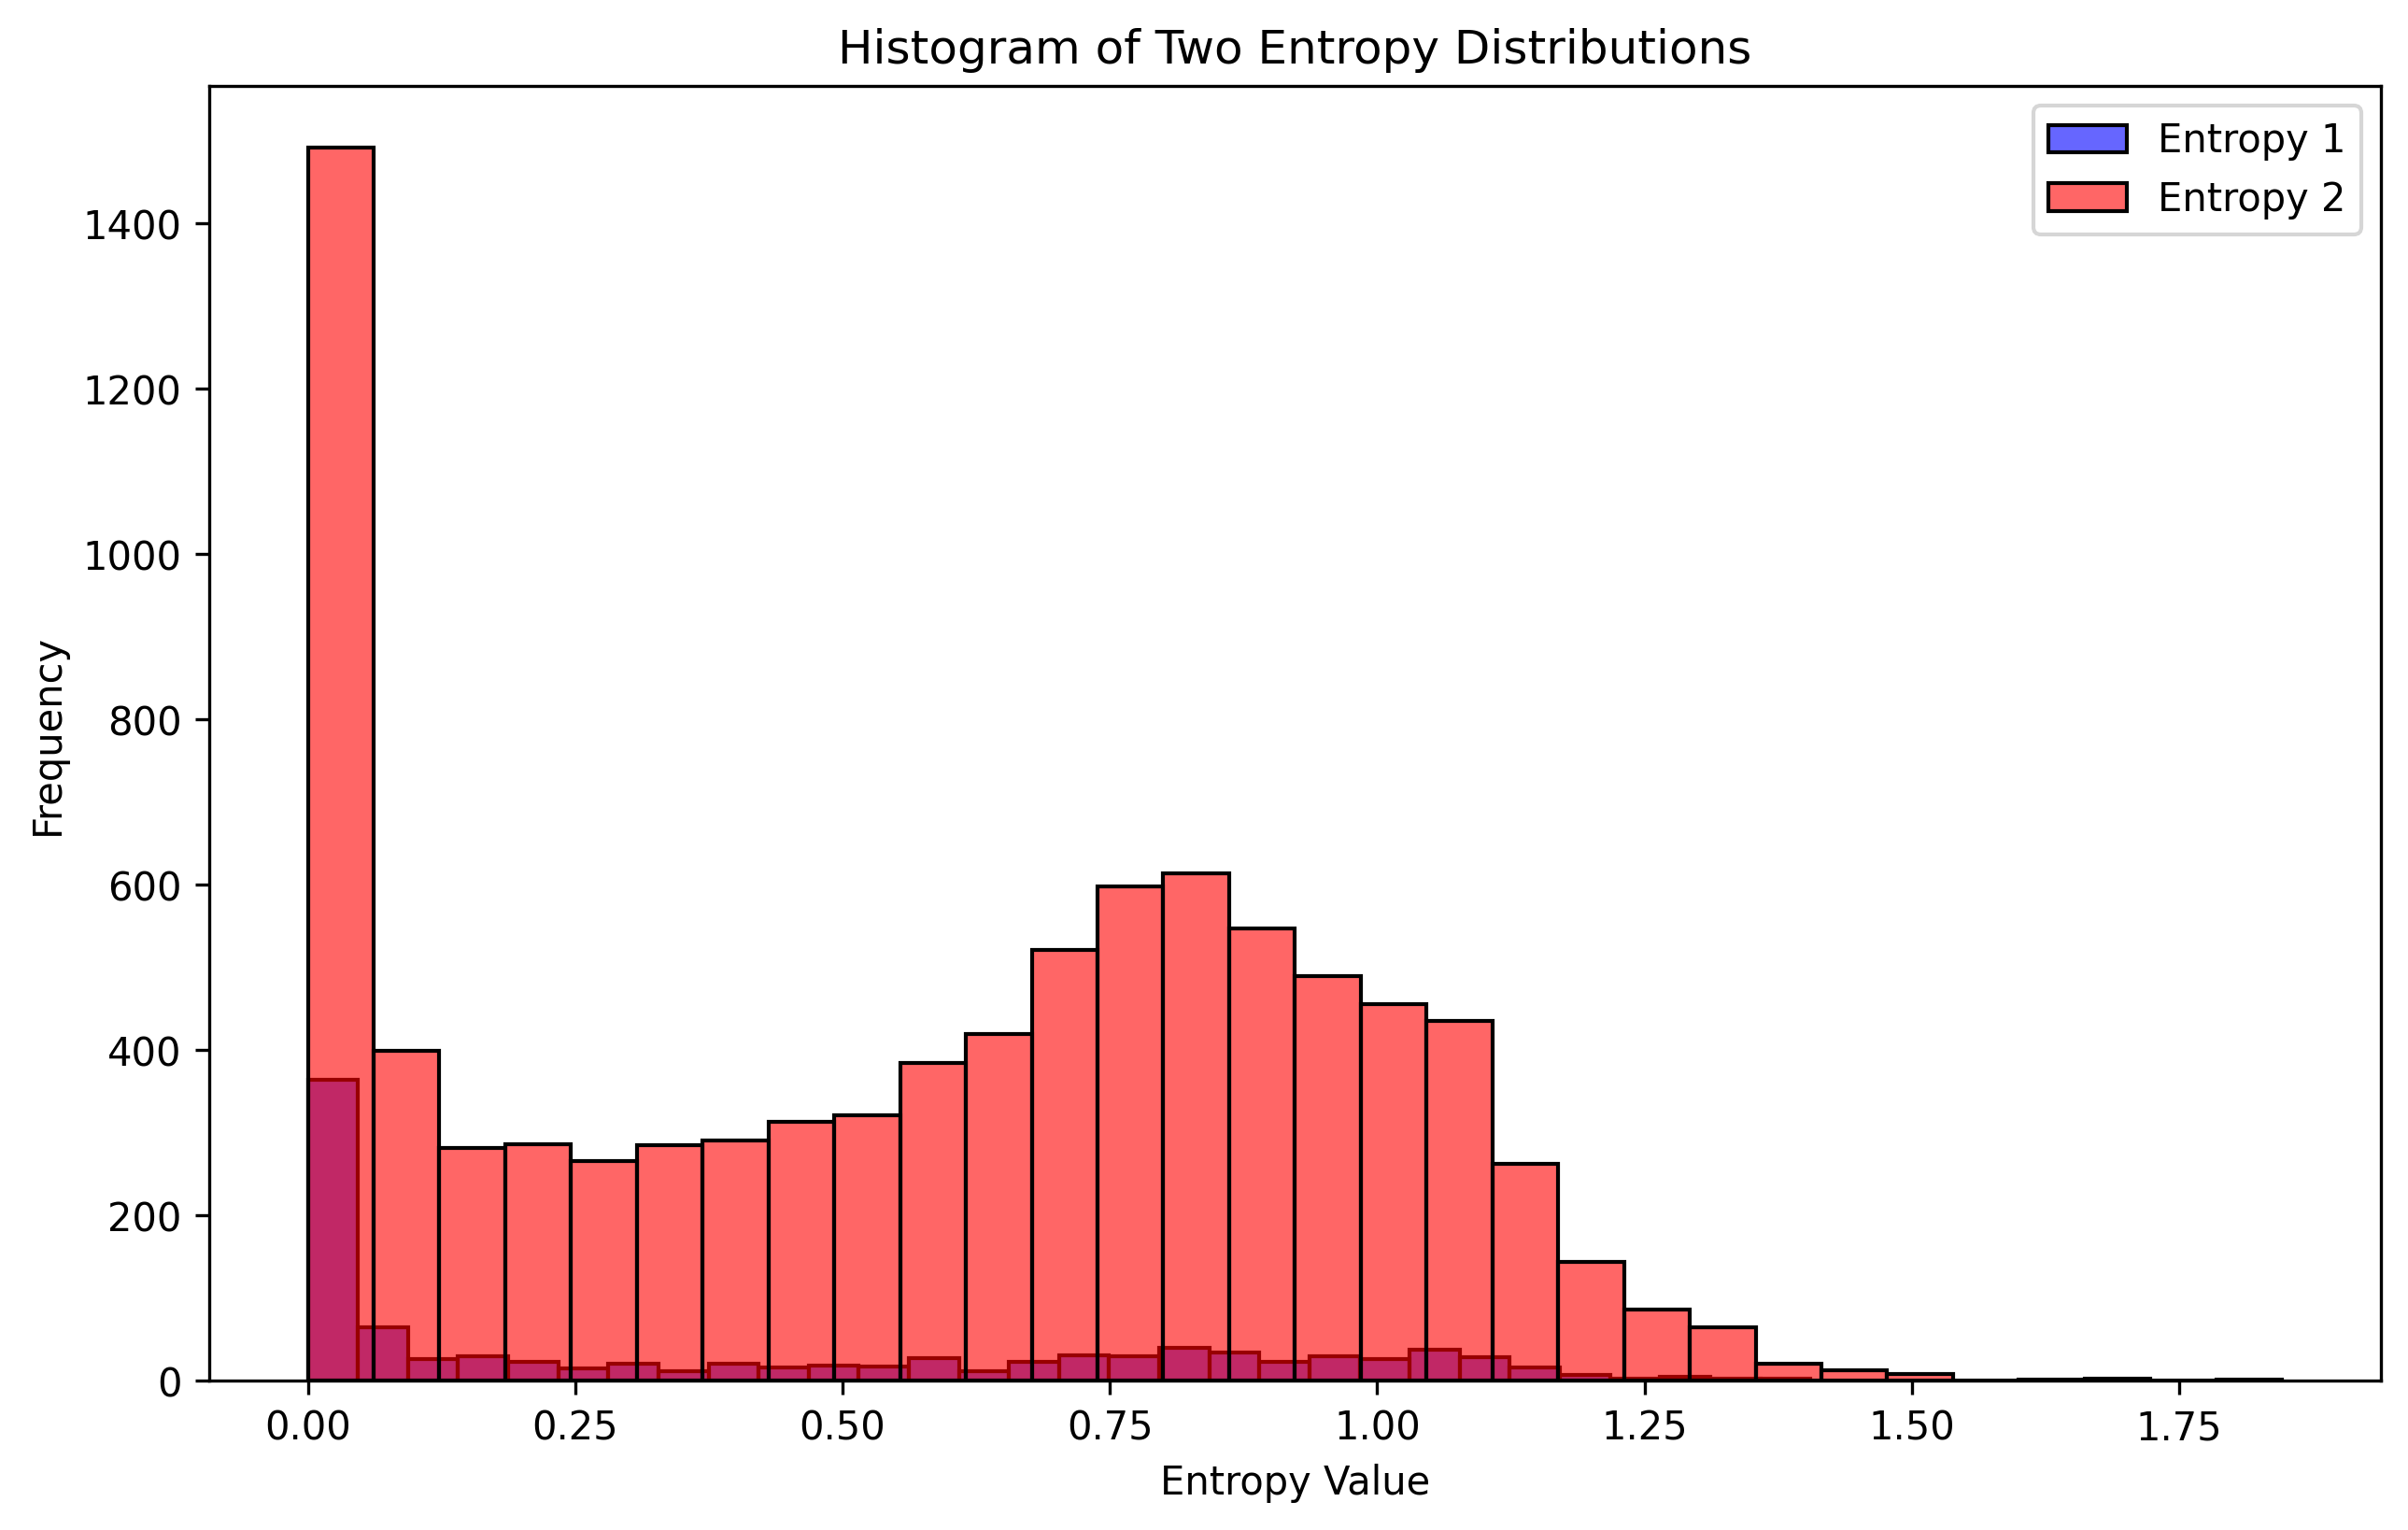 Histogram of Two Entropy Distributions
Entropy 1
Entropy 2
1400
1200
1000
800
600
400
200
0
Frequency
0.00 0.25 0.50 0.75 1.00 1.25 1.50 1.75
Entropy Value